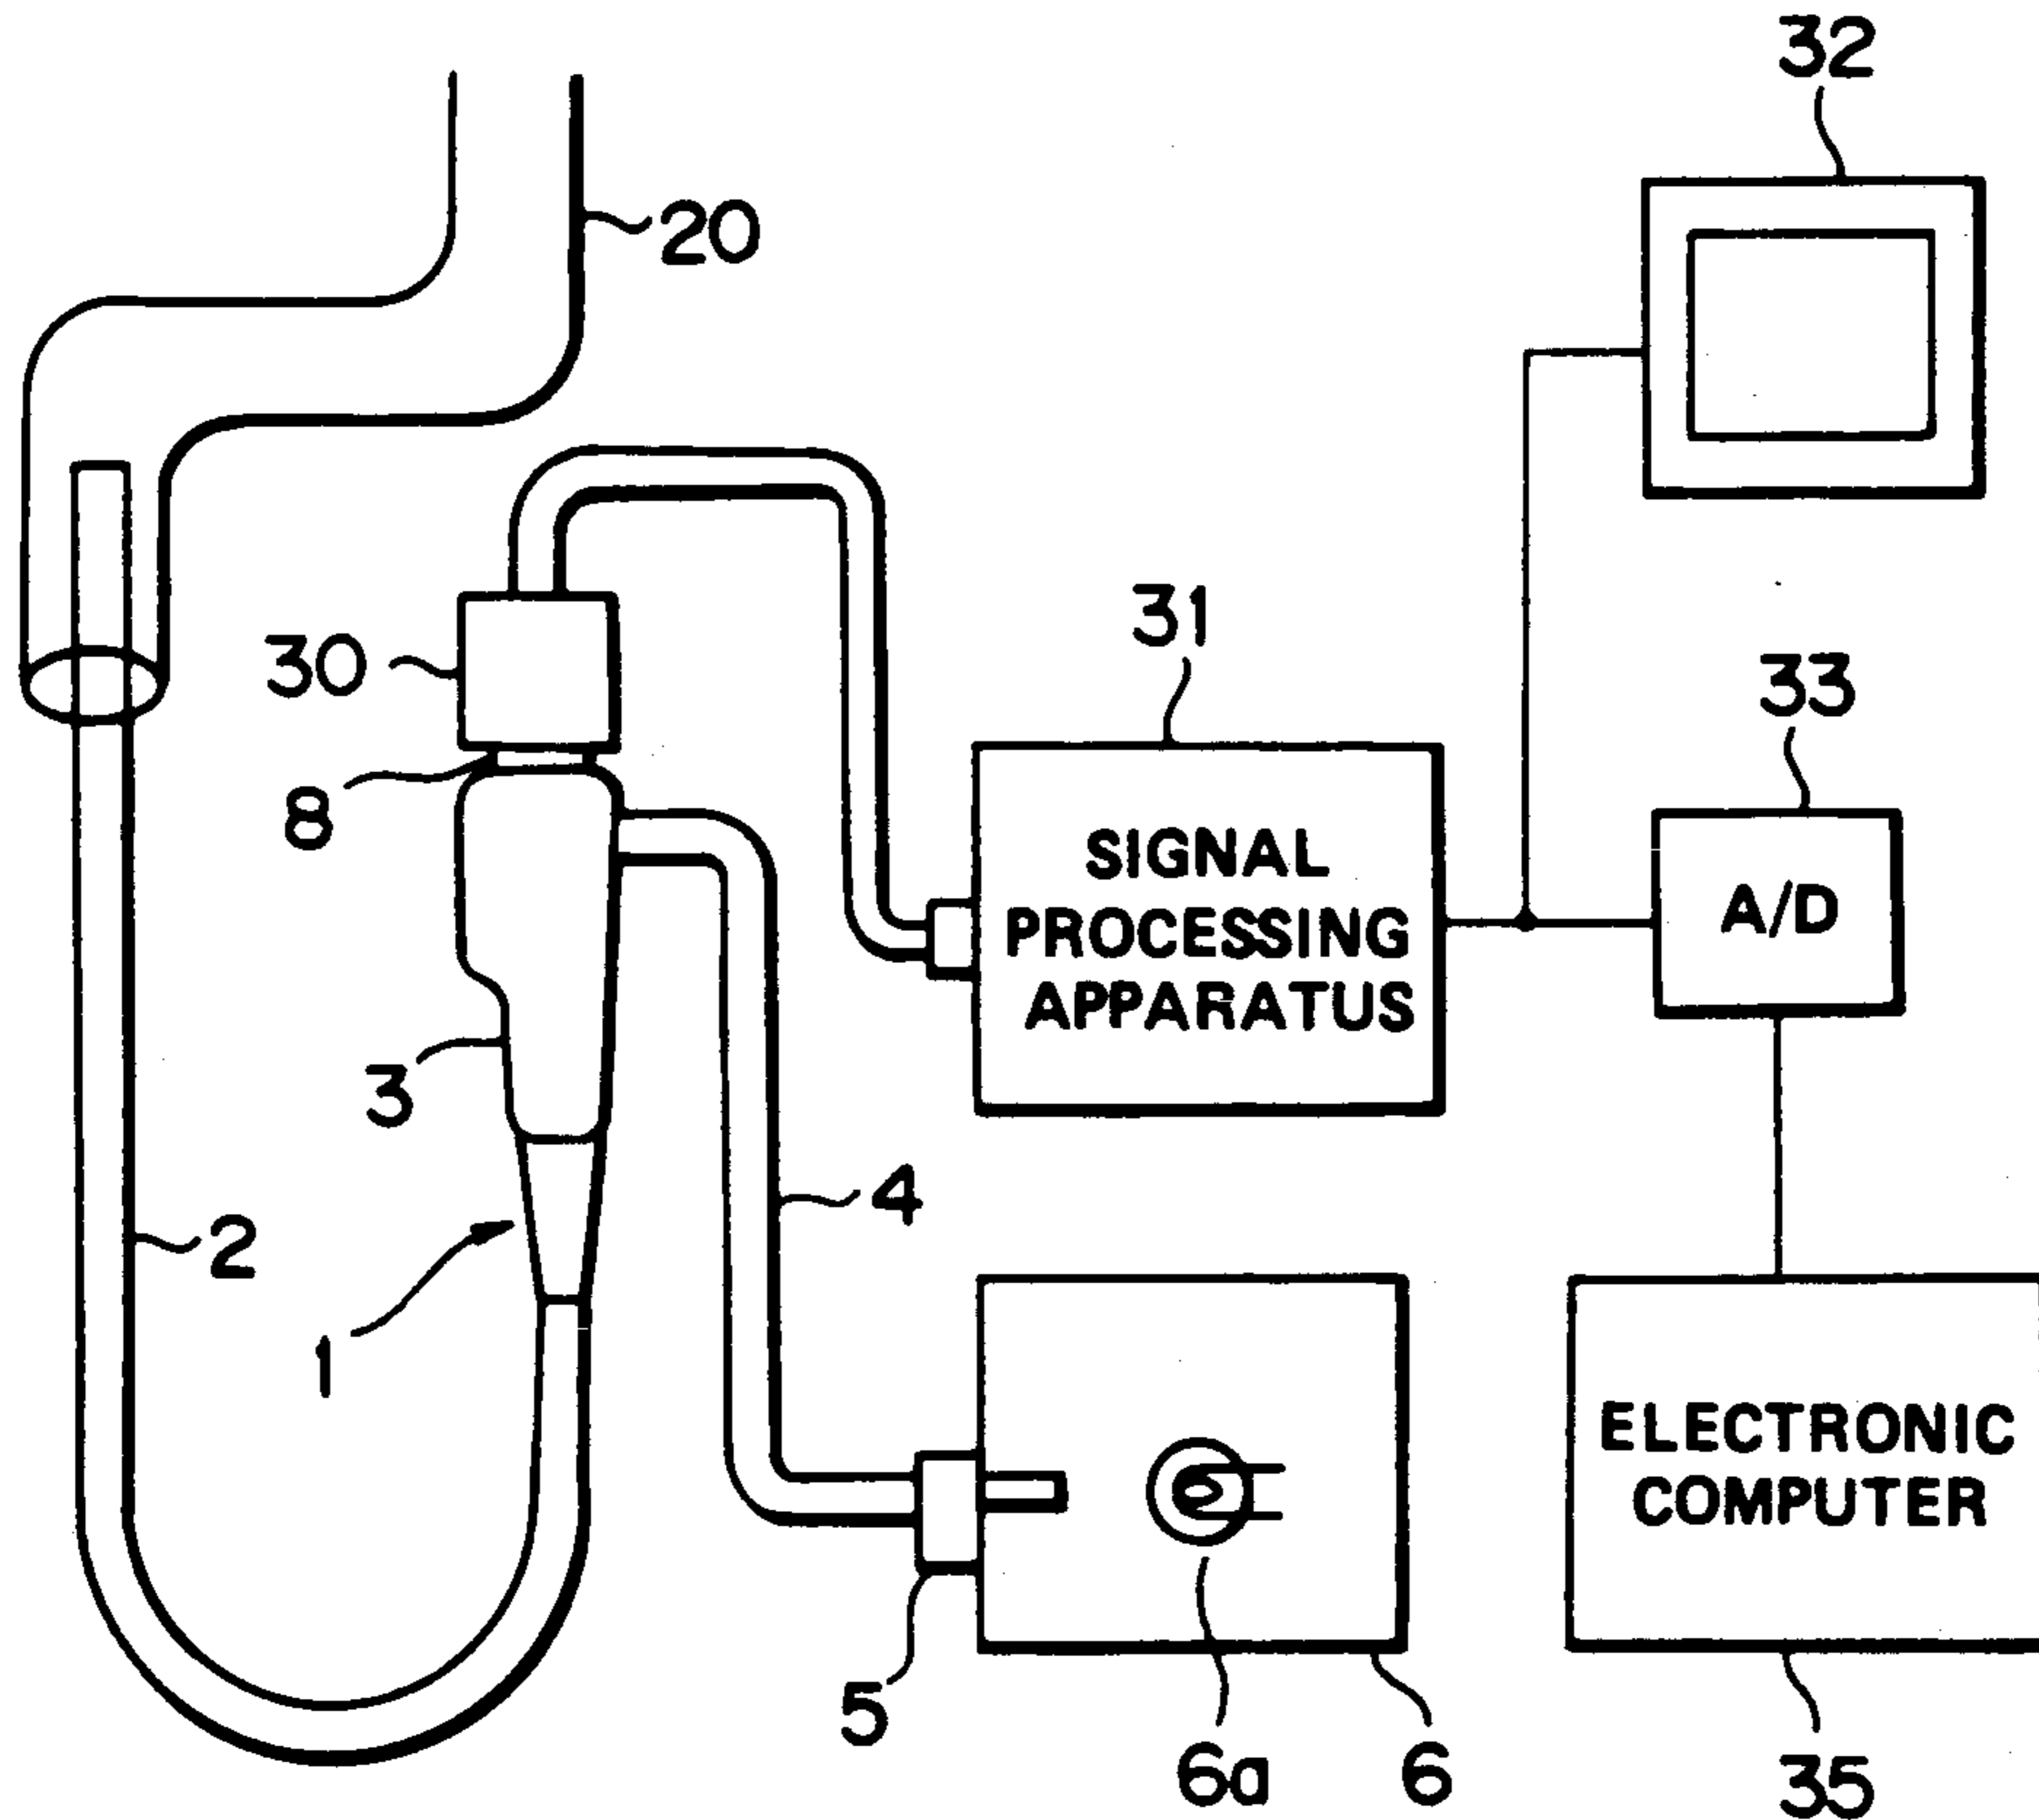 32
20
31
30
33
8
SIGNAL
PROCESSING
APPARATUS
A/D
3
4
2
1
ELECTRONIC
COMPUTER
5
6a
6
35